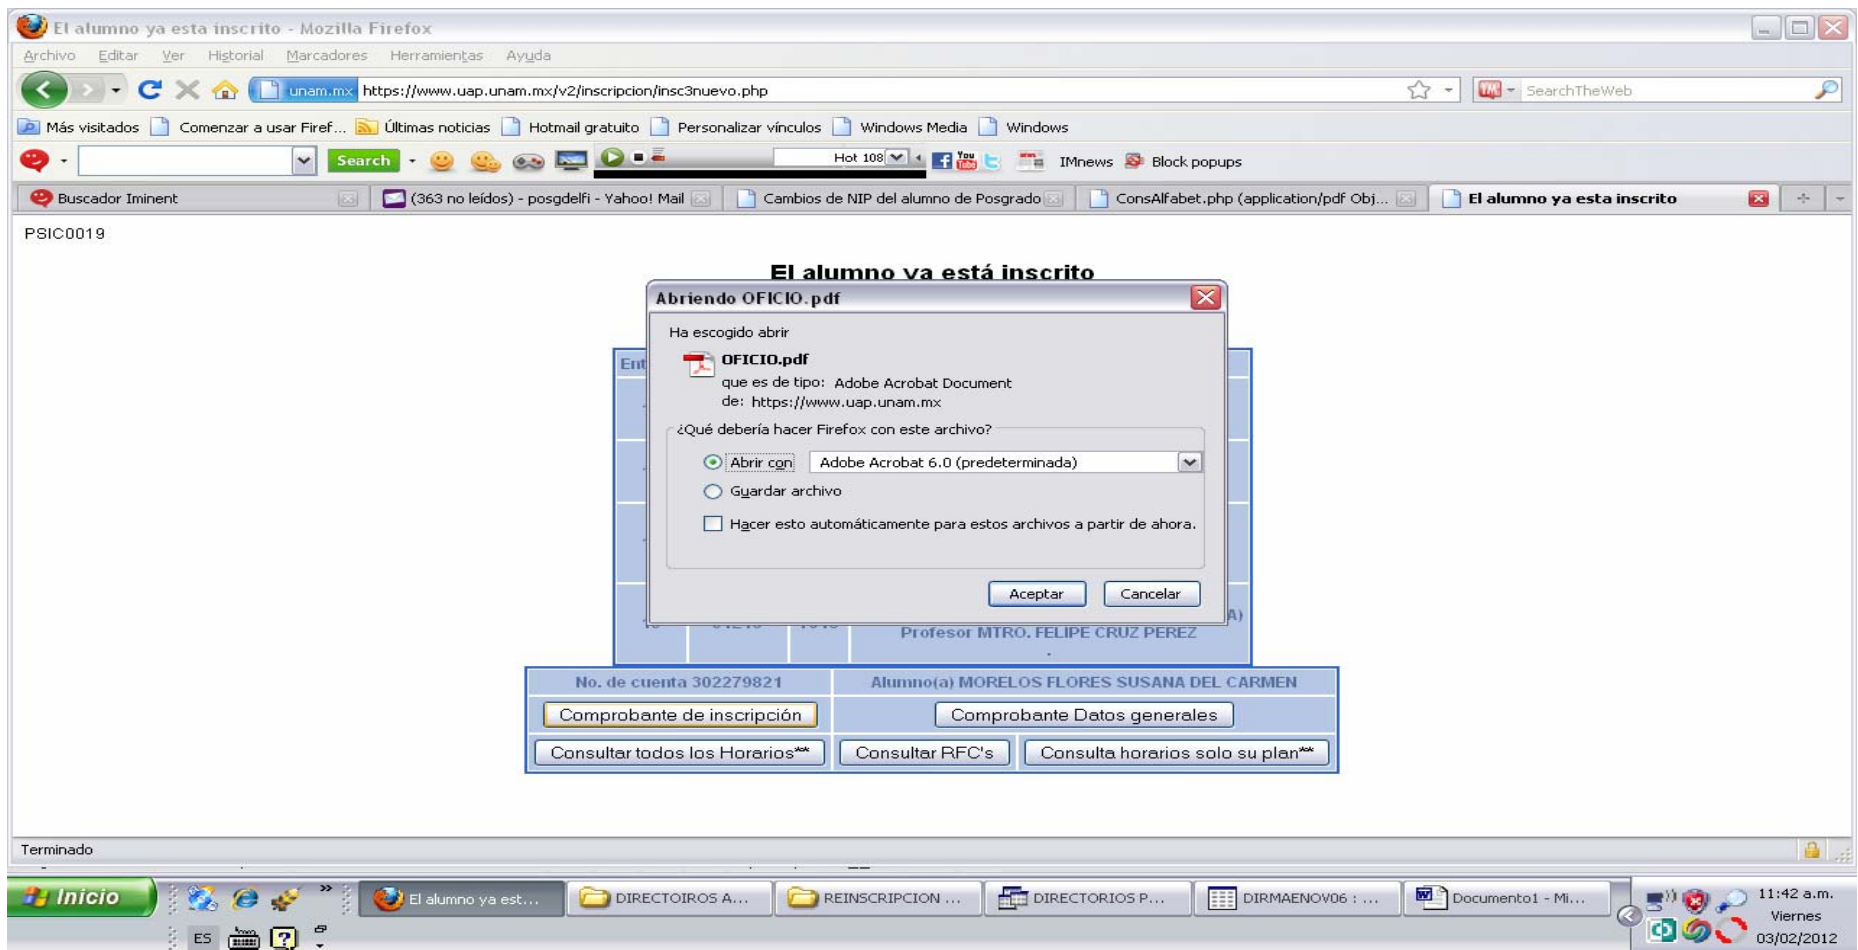 El alumno ya esta inscrito - Mozilla Firefox
Archivo Editar Ver Historial Marcadores Herramientas Ayuda
unam.mx https://www.uap.unam.mx/v2/inscripcion/insc3nuevo.php SearchTheWeb
Más visitados Comenzar a usar Firef... Últimas noticias Hotmail gratuito Personalizar vínculos Windows Media Windows
Search Hot 108 You Tube IMnews Block popups
Buscador Iminent (363 no leídos) - posgdelfi - Yahoo! Mail Cambios de NIP del alumno de Posgrado ConsAlfabet.php (application/pdf Obj... El alumno ya esta inscrito
PSIC0019
El alumno ya está inscrito
Abriendo OFICIO.pdf
Ha escogido abrir
Ent
OFICIO.pdf
que es de tipo: Adobe Acrobat Document
de: https://www.uap.unam.mx
¿Qué debería hacer Firefox con este archivo?
Abrir con Adobe Acrobat 6.0 (predeterminada)
Guardar archivo
Hacer esto automáticamente para estos archivos a partir de ahora.
Aceptar Cancelar
A)
Profesor MTRO. FELIPE CRUZ PEREZ
.
No. de cuenta 302279821 Alumno(a) MORELOS FLORES SUSANA DEL CARMEN
Comprobante de inscripción Comprobante Datos generales
Consultar todos los Horarios** Consultar RFC's Consulta horarios solo su plan**
Terminado
Inicio » El alumno ya est... DIRECTOIROS A... REINSCRIPCION ... DIRECTORIOS P... DIRMAENOV06 : ... Documento1 - Mi... 11:42 a.m.
Viernes
ES 03/02/2012